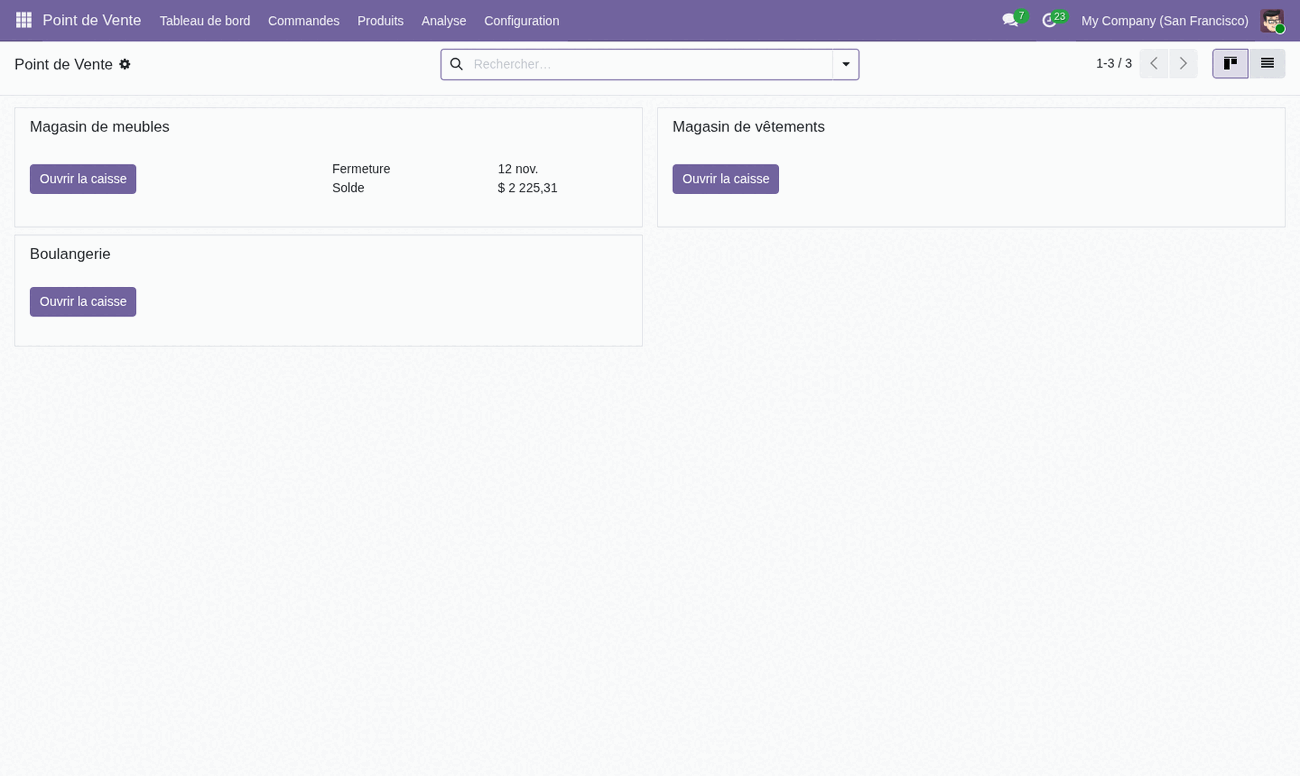 Point de Vente Tableau de bord Commandes Produits Analyse Configuration 7 23 My Company (San Francisco)
Point de Vente Rechercher... 1-3 / 3
Magasin de meubles
Ouvrir la caisse
Fermeture 12 nov.
Solde $ 2 225,31
Magasin de vêtements
Ouvrir la caisse
Boulangerie
Ouvrir la caisse